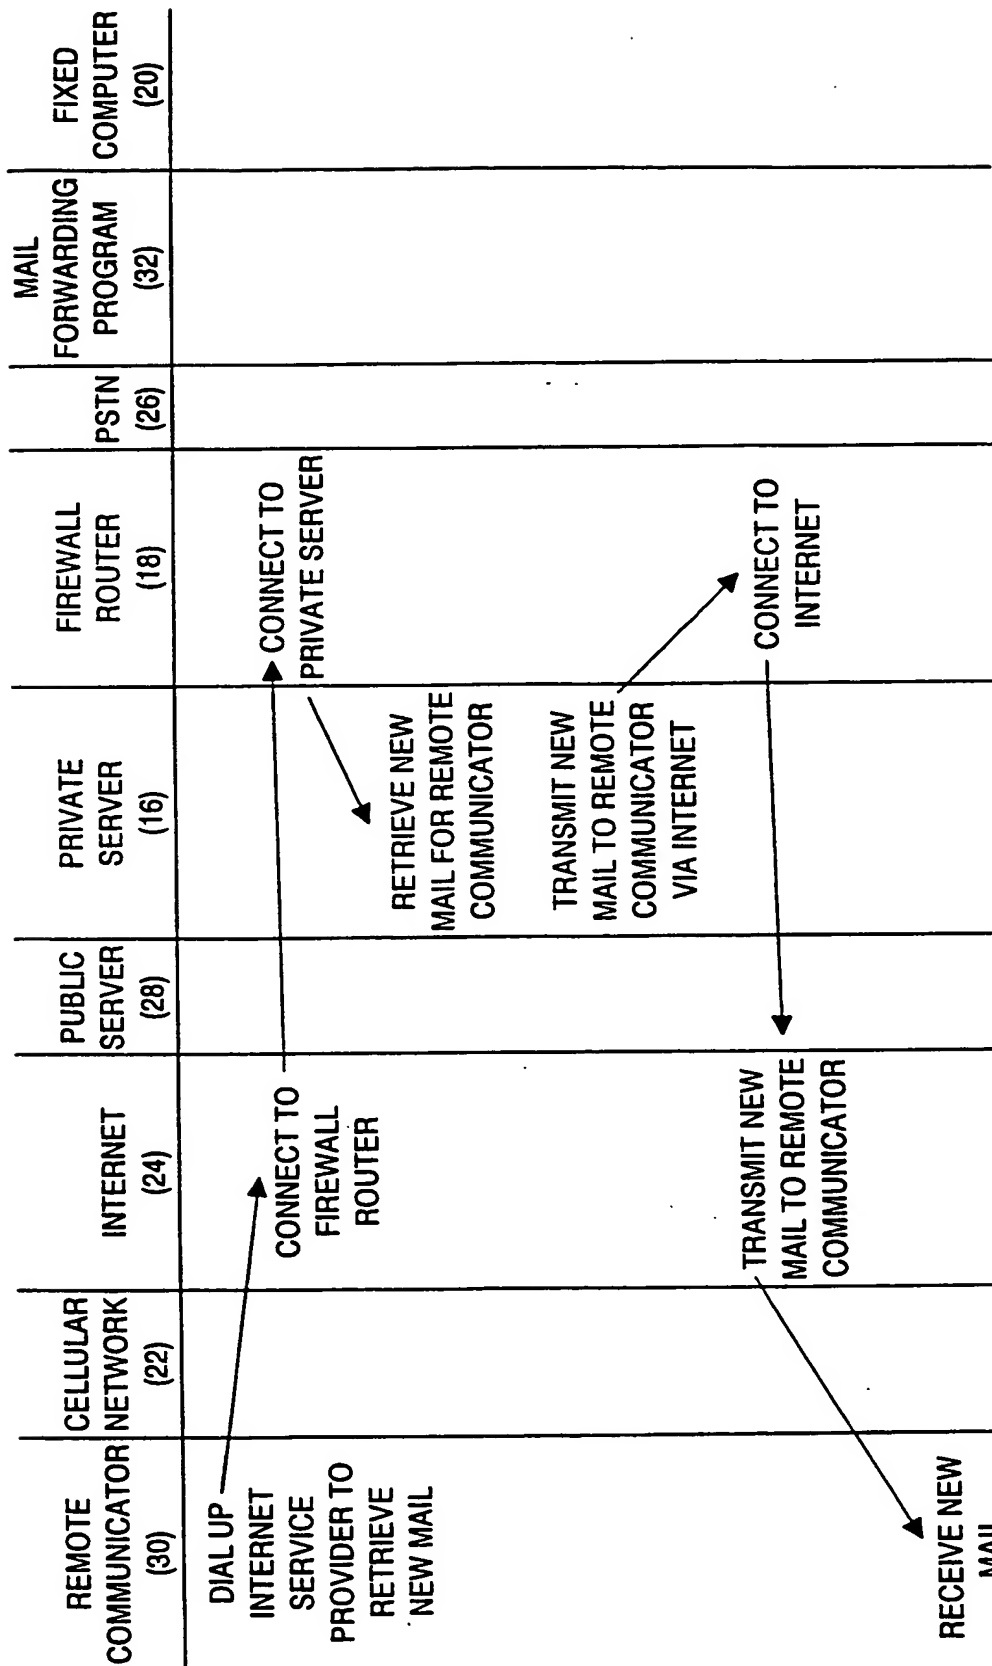 REMOTE
COMMUNICATOR
(30)
CELLULAR
NETWORK
(22)
INTERNET
(24)
PUBLIC
SERVER
(28)
PRIVATE
SERVER
(16)
FIREWALL
ROUTER
(18)
PSTN
(26)
MAIL
FORWARDING
PROGRAM
(32)
FIXED
COMPUTER
(20)
DIAL UP
INTERNET
SERVICE
PROVIDER TO
RETRIEVE
NEW MAIL
CONNECT TO
FIREWALL
ROUTER
CONNECT TO
PRIVATE SERVER
RETRIEVE NEW
MAIL FOR REMOTE
COMMUNICATOR
TRANSMIT NEW
MAIL TO REMOTE
COMMUNICATOR
VIA INTERNET
CONNECT TO
INTERNET
TRANSMIT NEW
MAIL TO REMOTE
COMMUNICATOR
RECEIVE NEW
MAIL